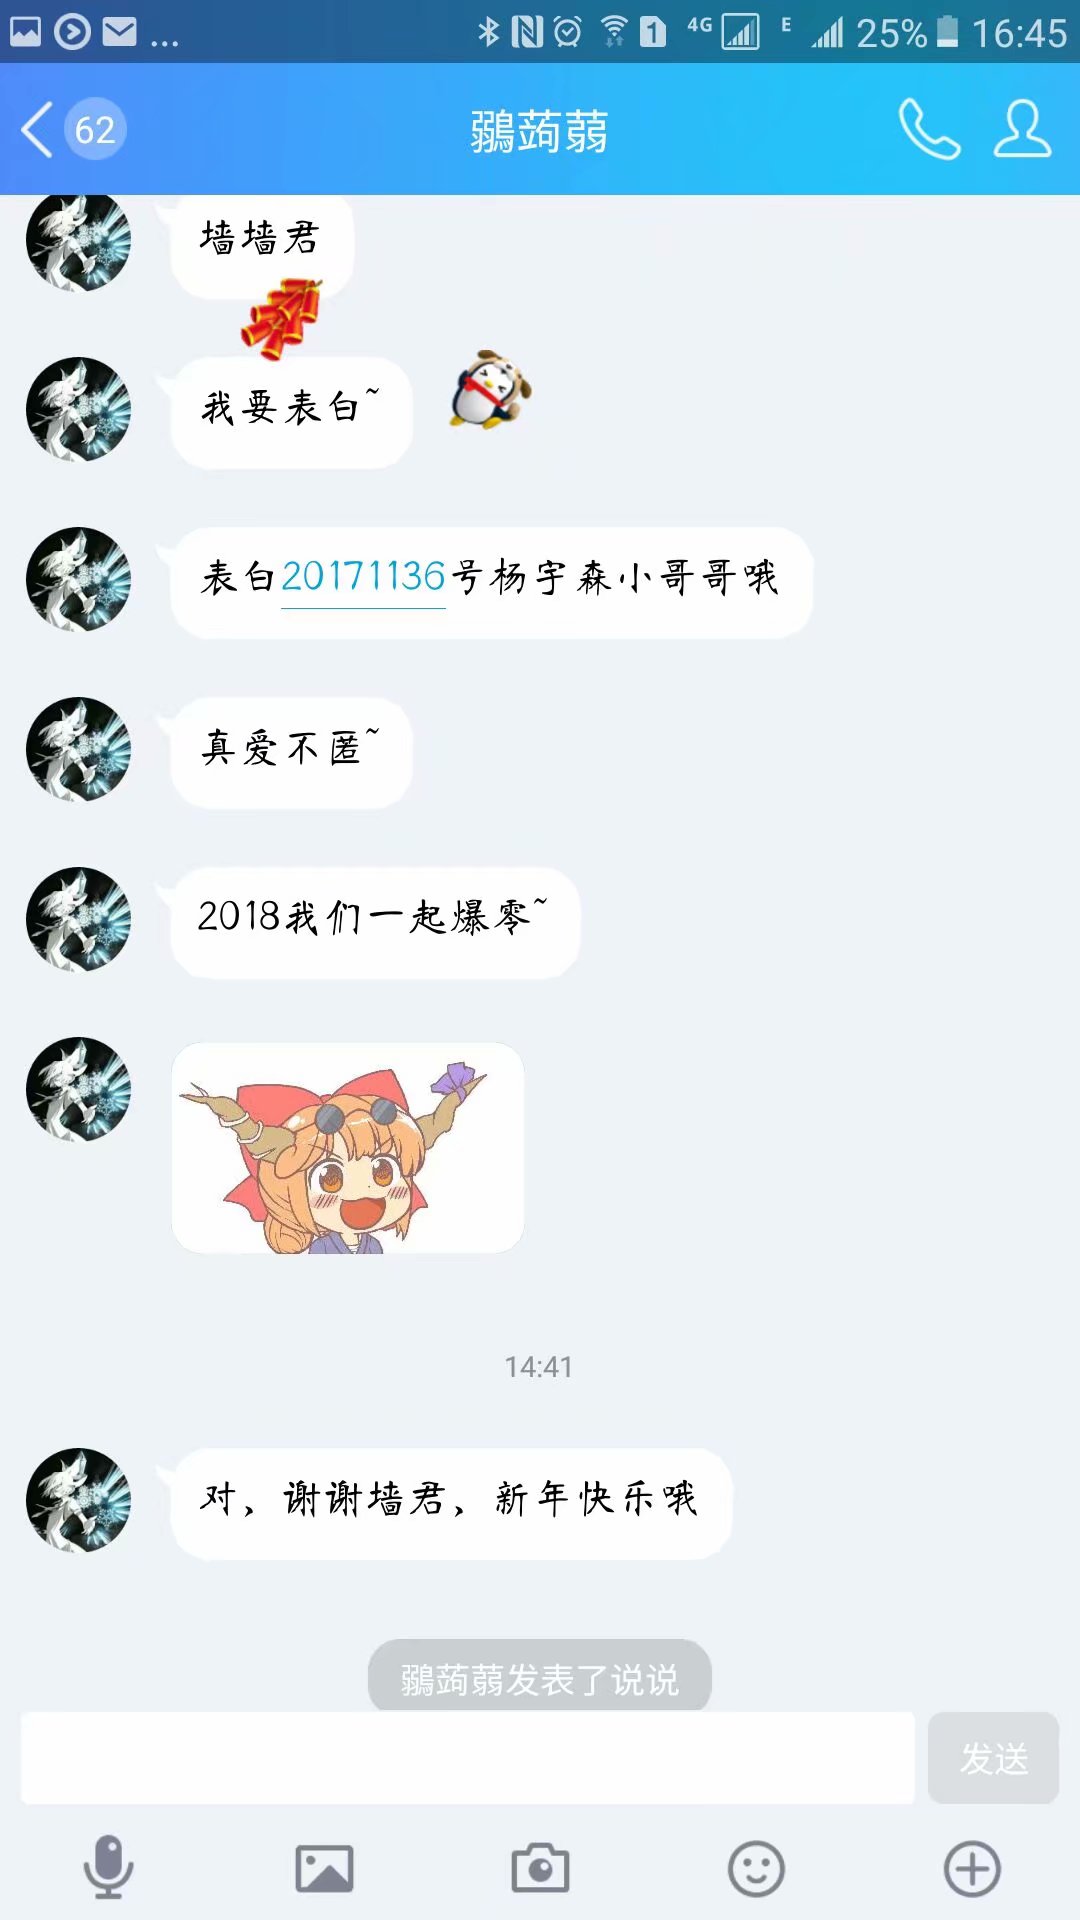 ... 1 4G E 25% 16:45
62 鶸蒟蒻
墙墙君
我要表白~
表白20171136号杨宇森小哥哥哦
真爱不匿~
2018我们一起爆零~
14:41
对，谢谢墙君，新年快乐哦
鶸蒟蒻发表了说说
发送